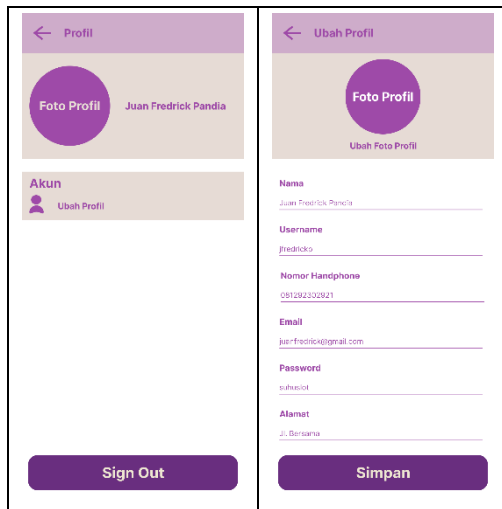 Profil
Foto Profil
Juan Fredrick Pandia
Akun
Ubah Profil
Sign Out
Ubah Profil
Foto Profil
Ubah Foto Profil
Nama
Juan Fredrick Pandia
Username
jfredricko
Nomor Handphone
081292302921
Email
juanfredrick@gmail.com
Password
suhuslot
Alamat
Jl. Bersama
Simpan